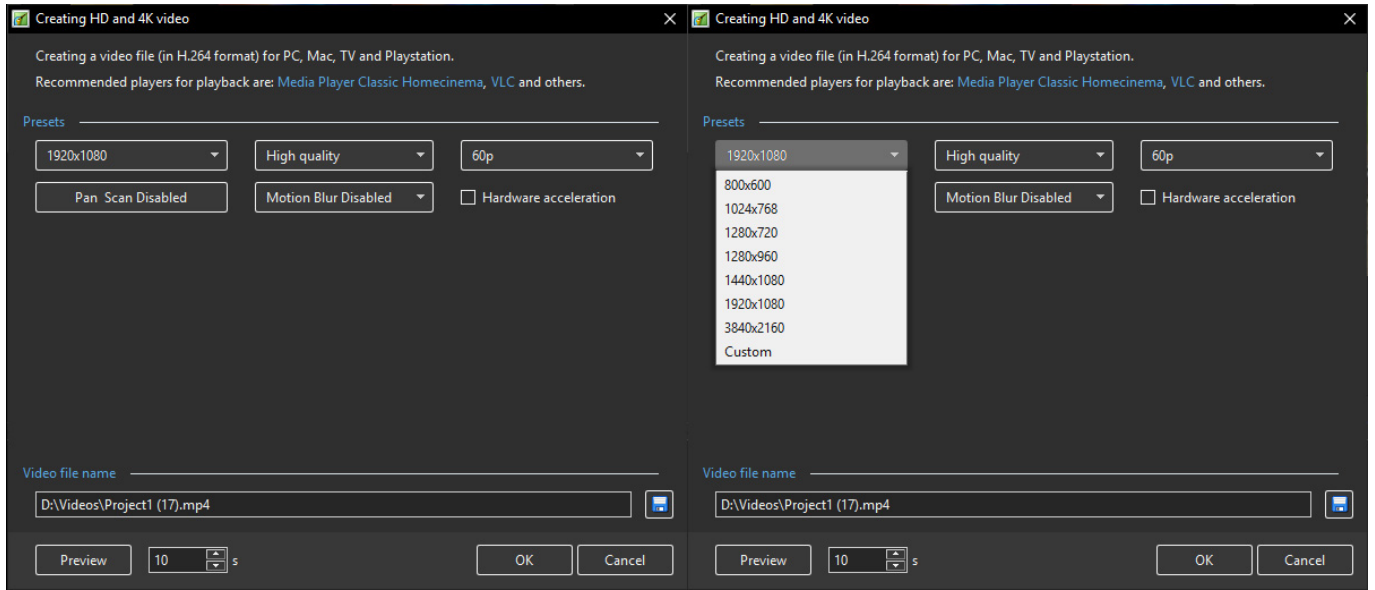 Creating HD and 4K video
Creating a video file (in H.264 format) for PC, Mac, TV and Playstation.
Recommended players for playback are: Media Player Classic Homecinema, VLC and others.
Presets
1920x1080 High quality 60p
Pan Scan Disabled Motion Blur Disabled Hardware acceleration
Video file name
D:\Videos\Project1 (17).mp4
Preview 10 s OK Cancel
Creating HD and 4K video
Creating a video file (in H.264 format) for PC, Mac, TV and Playstation.
Recommended players for playback are: Media Player Classic Homecinema, VLC and others.
Presets
1920x1080 High quality 60p
800x600
Motion Blur Disabled Hardware acceleration
1024x768
1280x720
1280x960
1440x1080
1920x1080
3840x2160
Custom
Video file name
D:\Videos\Project1 (17).mp4
Preview 10 s OK Cancel